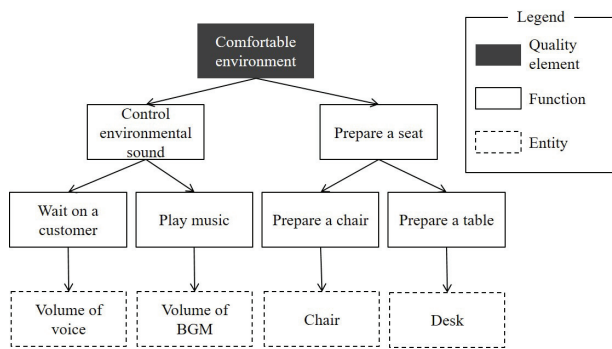 Legend
Comfortable
environment
Quality
element
Function
Control
environmental
sound
Prepare a seat
Entity
Wait on a
customer
Play music
Prepare a chair
Prepare a table
Volume of
voice
Volume of
BGM
Chair
Desk